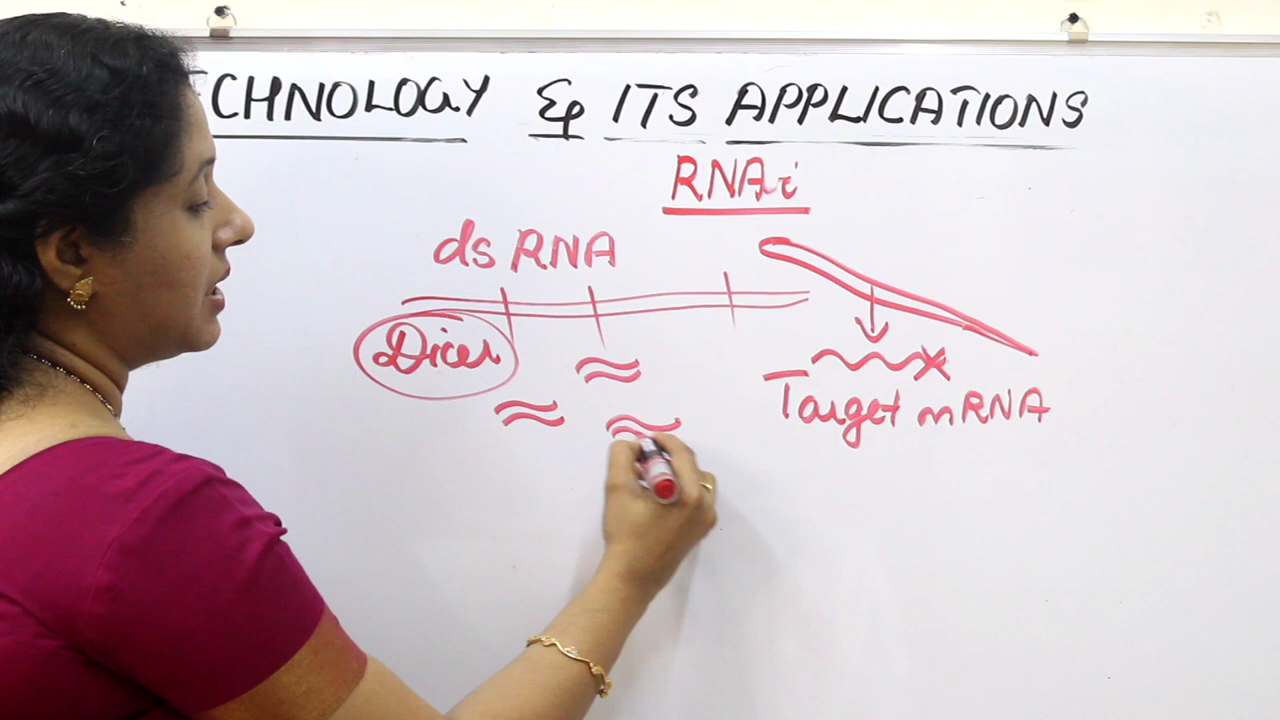 CHNOLOGY & ITS APPLICATIONS
RNAi
ds RNA
Dicer
Target mRNA